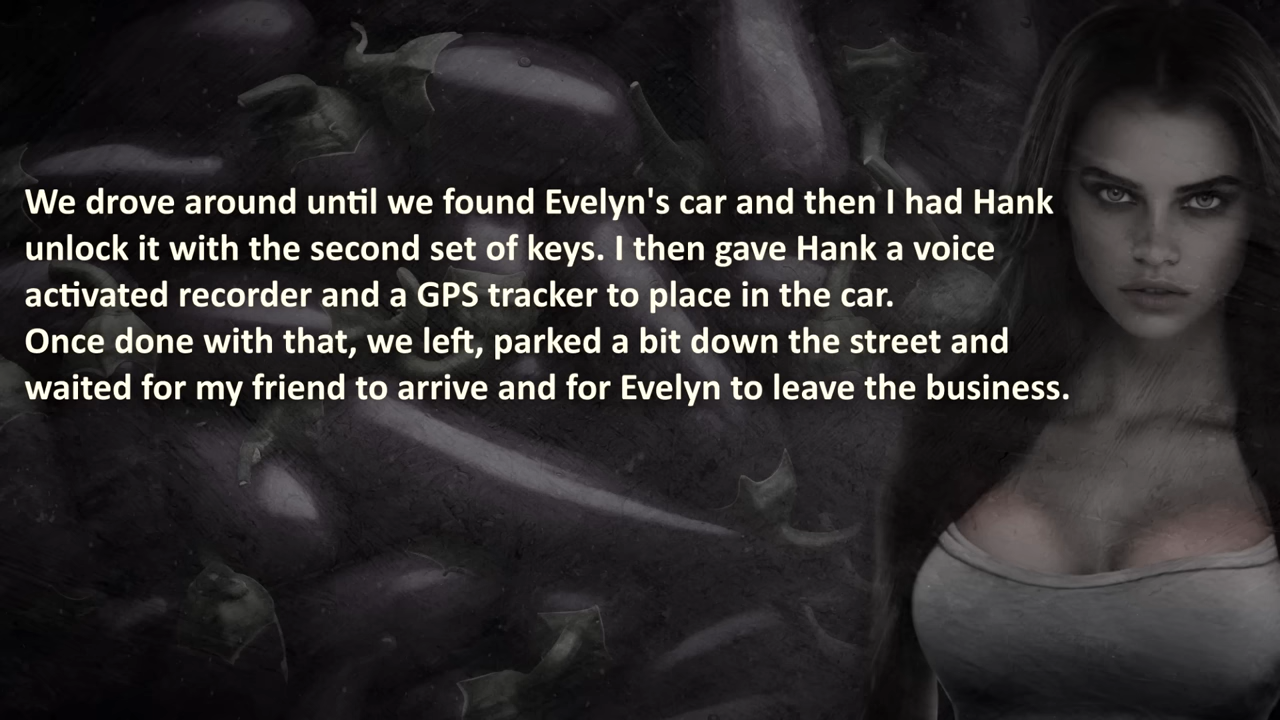 We drove around until we found Evelyn's car and then I had Hank
unlock it with the second set of keys. I then gave Hank a voice
activated recorder and a GPS tracker to place in the car.
Once done with that, we left, parked a bit down the street and
waited for my friend to arrive and for Evelyn to leave the business.